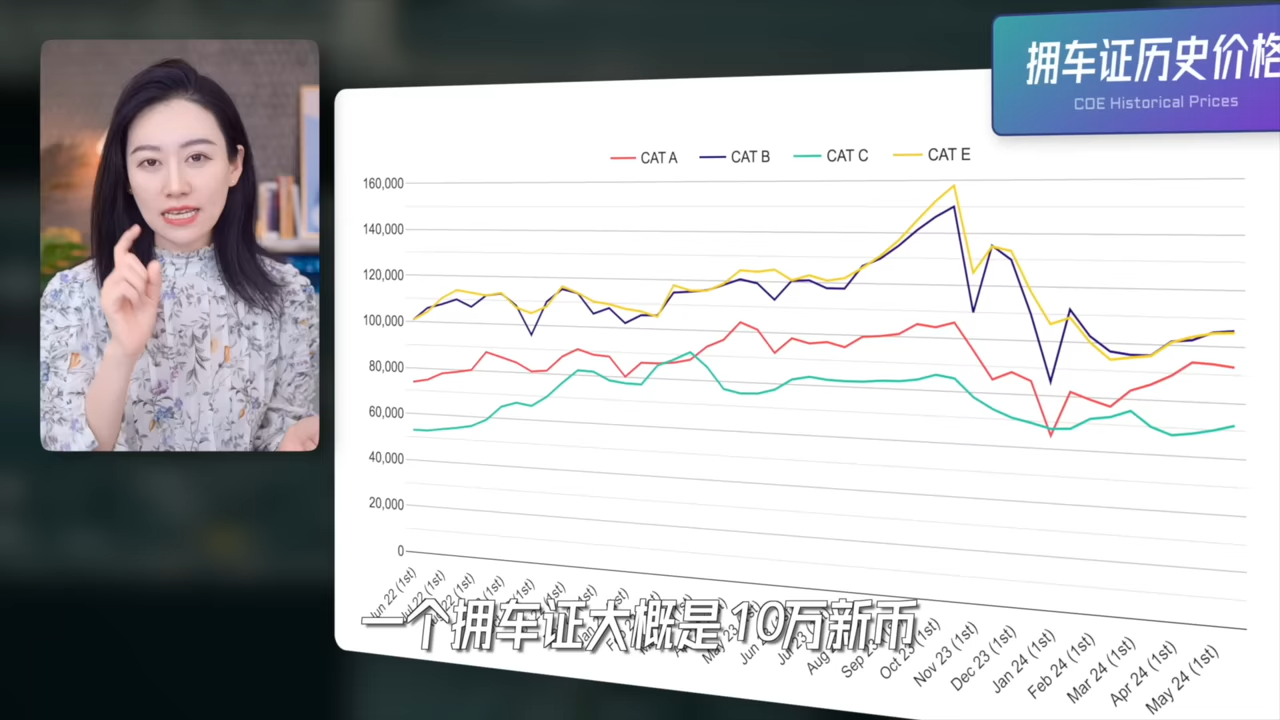 拥车证历史价格
COE Historical Prices
CAT A
CAT B
CAT C
CAT E
160,000
140,000
120,000
100,000
80,000
60,000
40,000
20,000
0
Jun 22 (1st)
Nov 23 (1st)
Dec 23 (1st)
Jan 24 (1st)
Feb 24 (1st)
Mar 24 (1st)
Apr 24 (1st)
May 24 (1st)
一个拥车证大概是10万新币